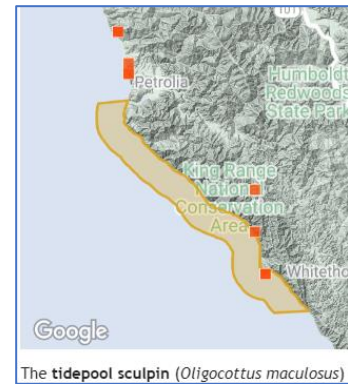 101
Petrolia
Humboldt
Redwoods
State Park
King Range
National
Conservation
Area
Whitetho
Google
The tidepool sculpin (Oligocottus maculosus)